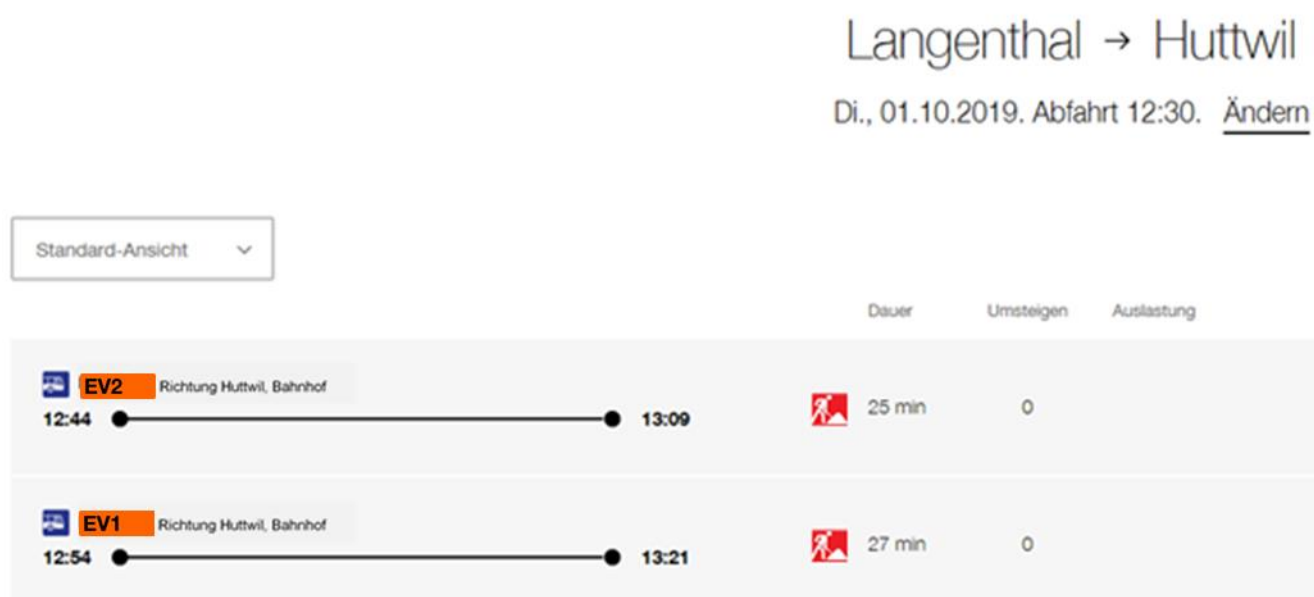 Langenthal → Huttwil
Di., 01.10.2019. Abfahrt 12:30. Ändern
Standard-Ansicht
Dauer Umsteigen Auslastung
EV2 Richtung Huttwil, Bahnhof
12:44 13:09 25 min 0
EV1 Richtung Huttwil, Bahnhof
12:54 13:21 27 min 0